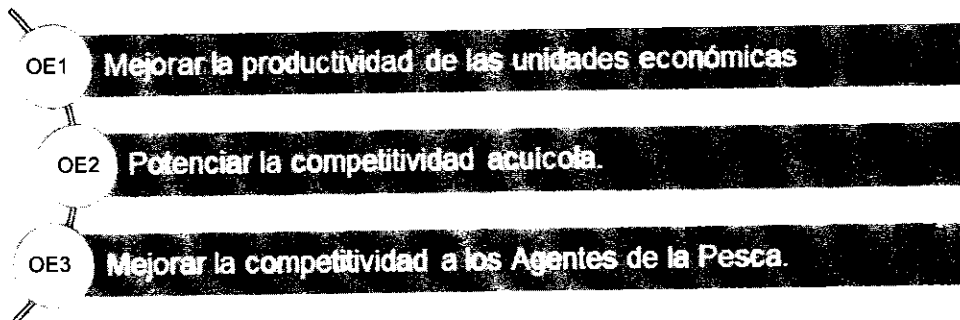 OE1 Mejorar la productividad de las unidades económicas
OE2 Potenciar la competitividad acuicola.
OE3 Mejorar la competitividad a los Agentes de la Pesca.